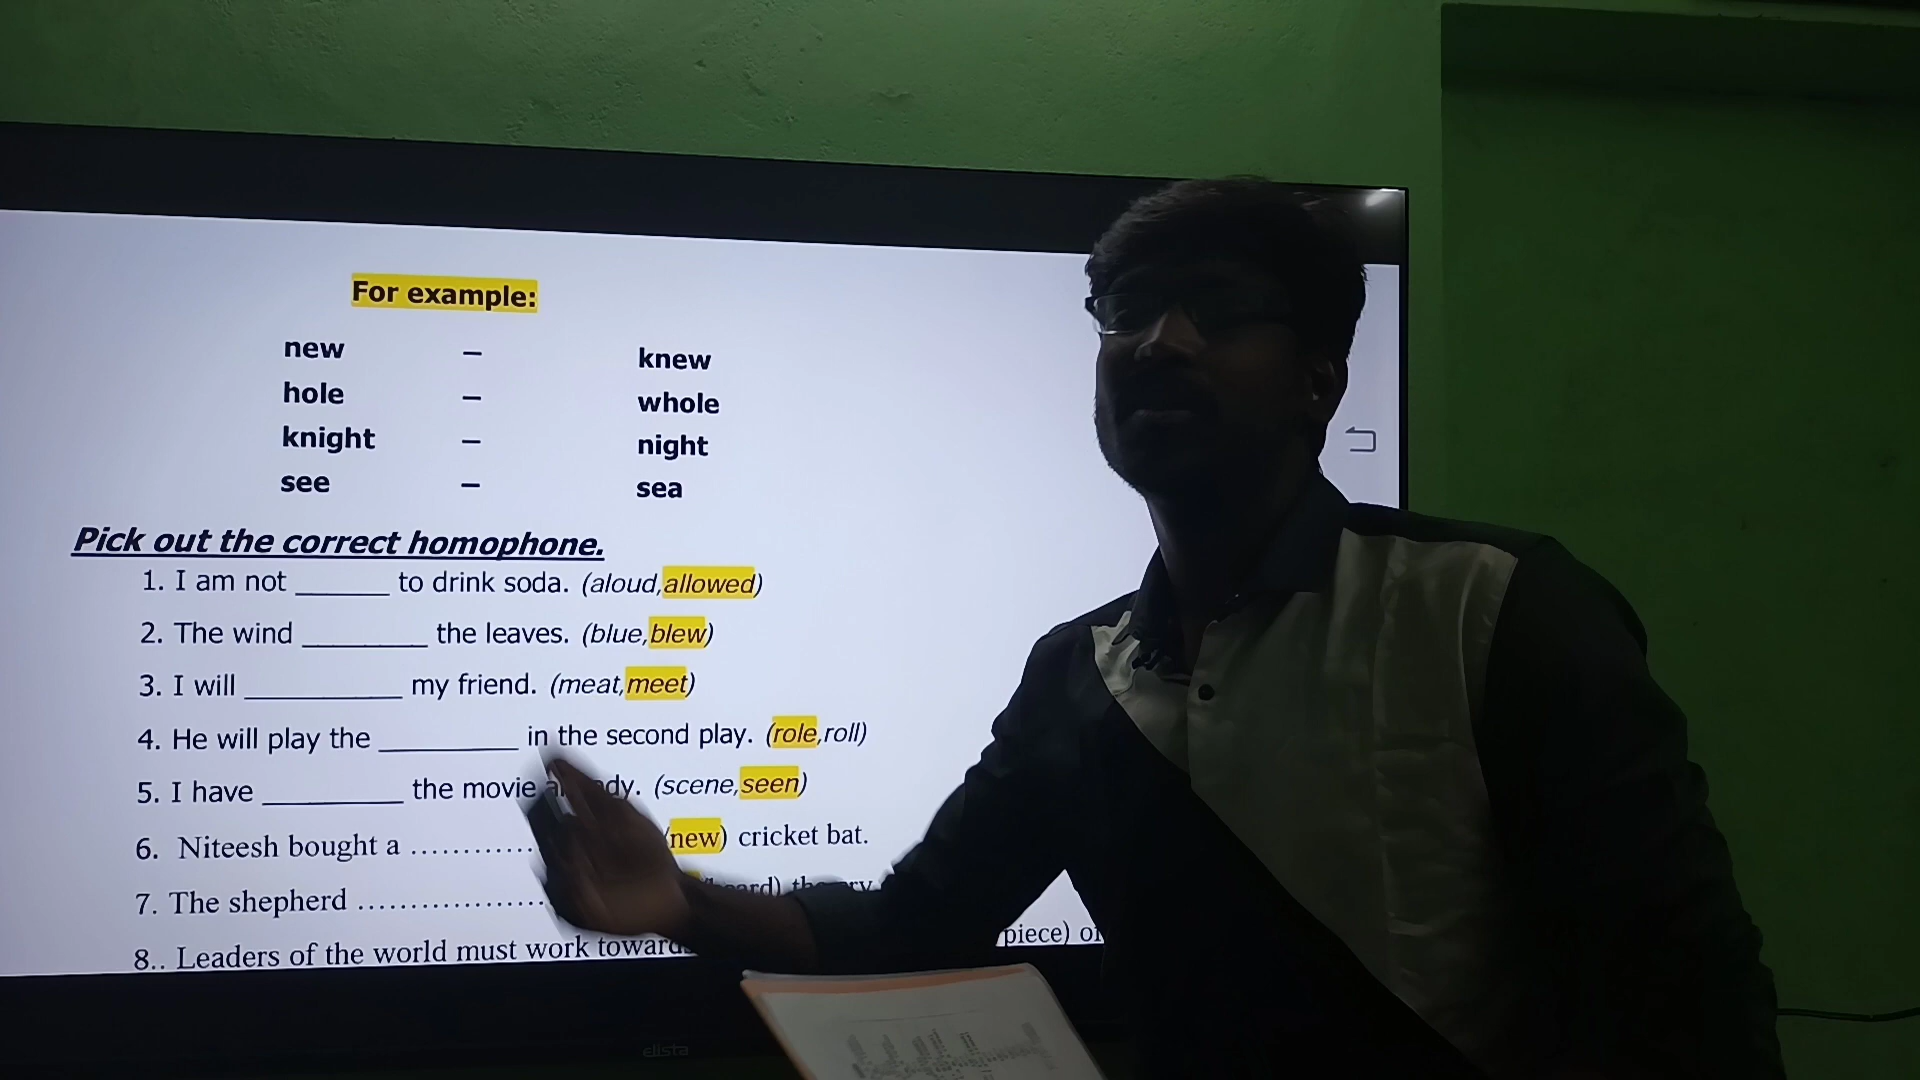 For example:
new – knew
hole – whole
knight – night
see – sea
Pick out the correct homophone.
1. I am not ______ to drink soda. (aloud,allowed)
2. The wind ________ the leaves. (blue,blew)
3. I will __________ my friend. (meat,meet)
4. He will play the _________ in the second play. (role,roll)
5. I have _________ the movie (scene,seen)
6. Niteesh bought a ............ new) cricket bat.
7. The shepherd ..................
8.. Leaders of the world must work piece)
elista